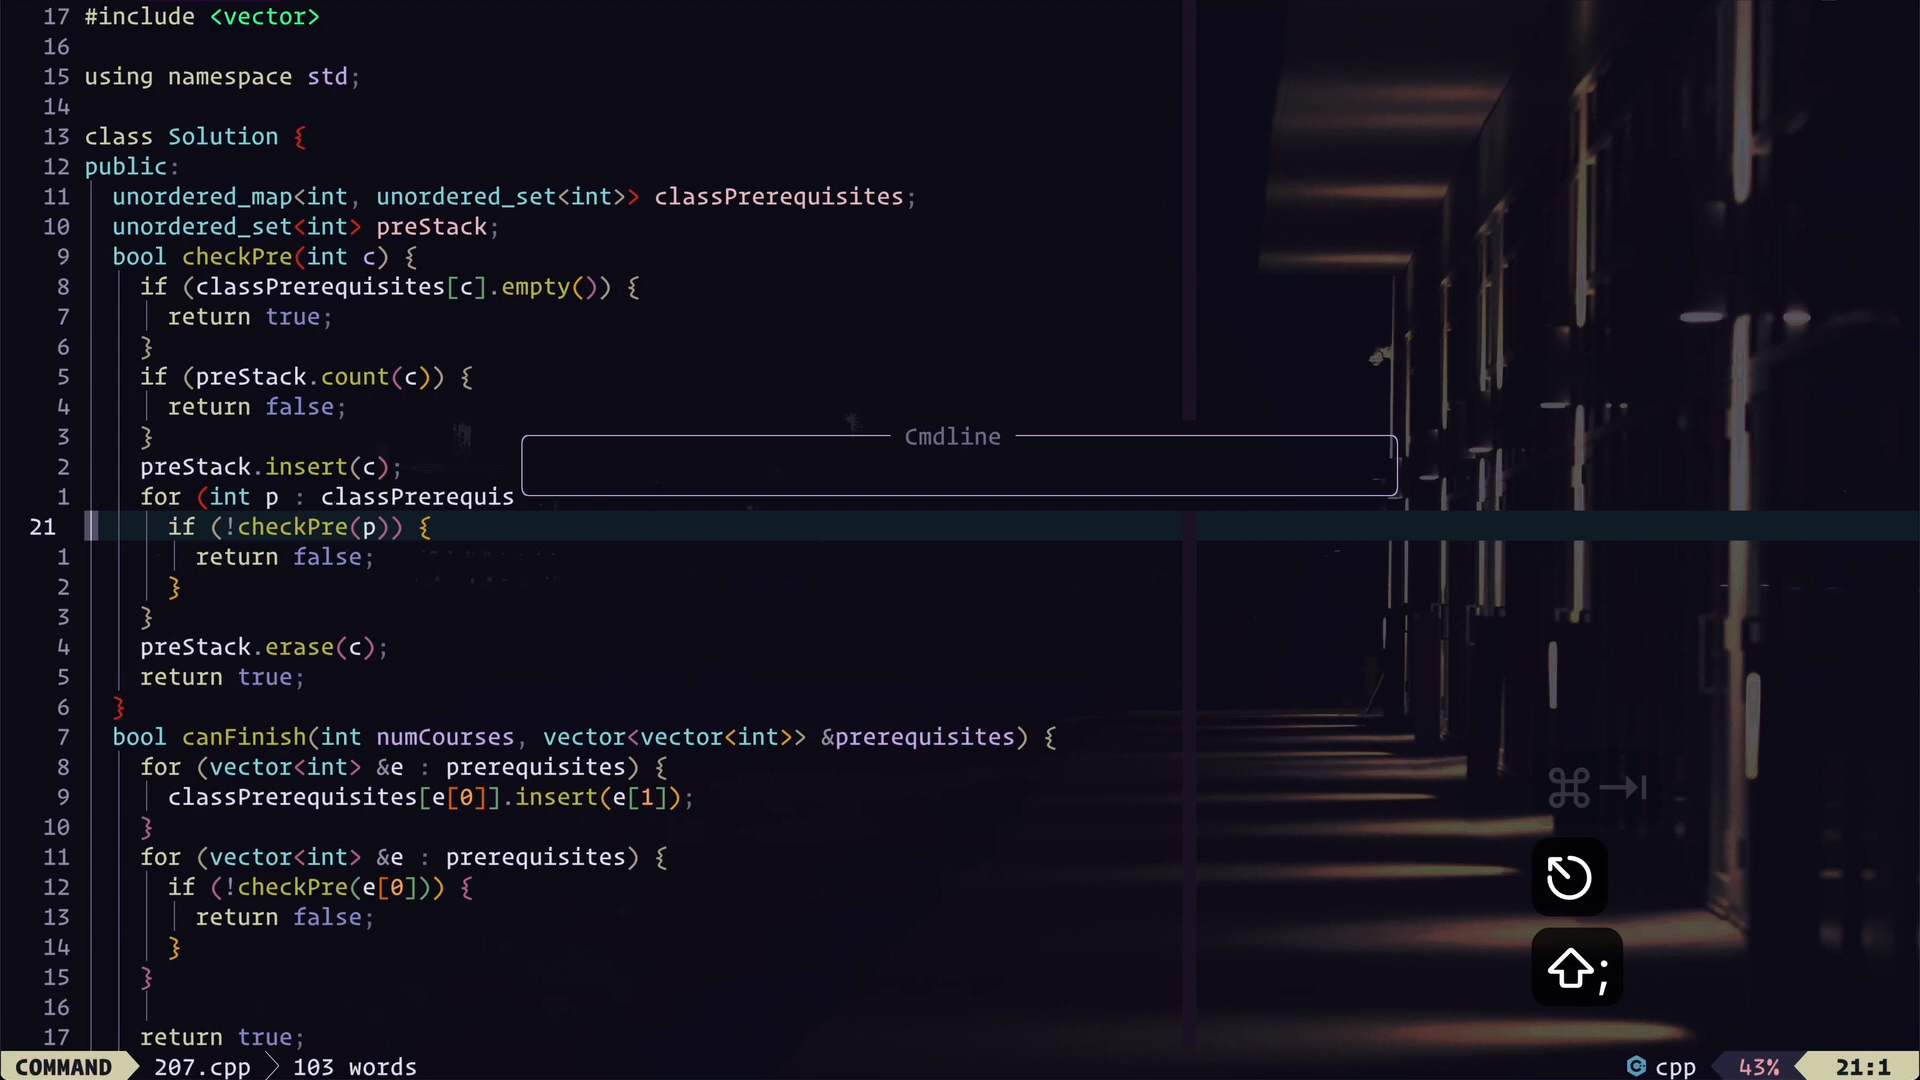 17 #include <vector>
16
15 using namespace std;
14
13 class Solution {
12 public:
11 unordered_map<int, unordered_set<int>> classPrerequisites;
10 unordered_set<int> preStack;
9 bool checkPre(int c) {
8 if (classPrerequisites[c].empty()) {
7 return true;
6 }
5 if (preStack.count(c)) {
4 return false;
3 }
Cmdline
2 preStack.insert(c);
1 for (int p : classPrerequis
21 if (!checkPre(p)) {
1 return false;
2 }
3 }
4 preStack.erase(c);
5 return true;
6 }
7 bool canFinish(int numCourses, vector<vector<int>> &prerequisites) {
8 for (vector<int> &e : prerequisites) {
9 classPrerequisites[e[0]].insert(e[1]);
10 }
11 for (vector<int> &e : prerequisites) {
12 if (!checkPre(e[0])) {
13 return false;
14 }
15 }
16
17 return true;
⌘⇥
⇧;
COMMAND 207.cpp 103 words cpp 43% 21:1